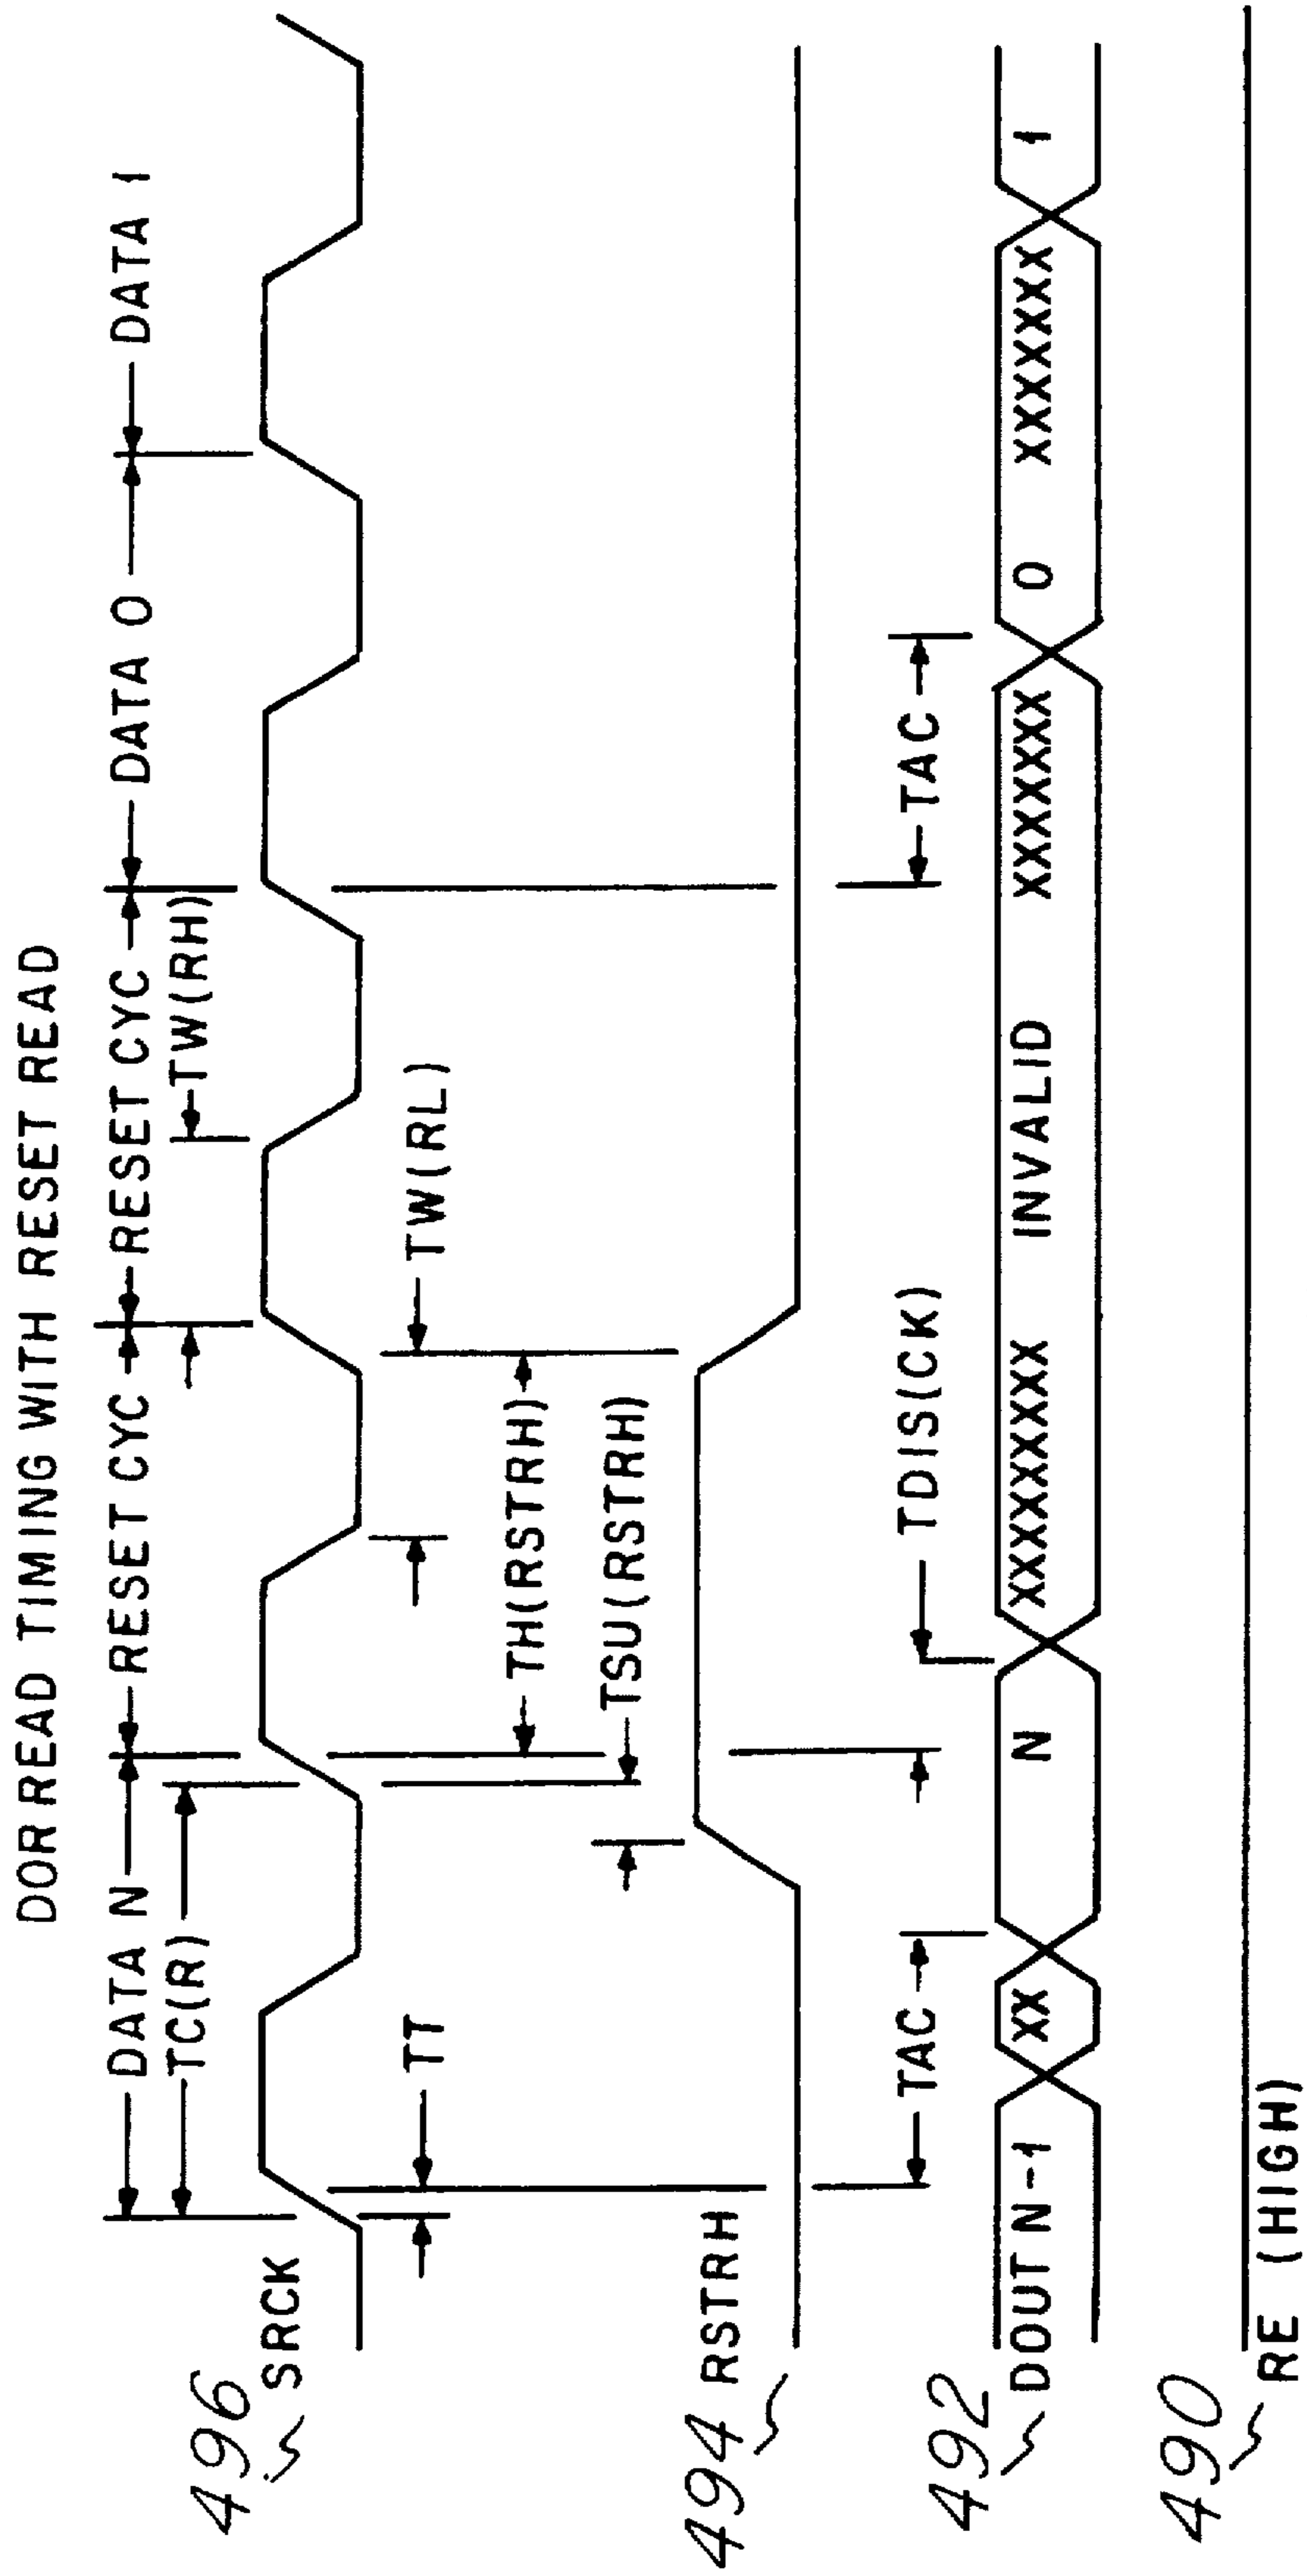 DOR READ TIMING WITH RESET READ
DATA N RESET CYC RESET CYC DATA 0 DATA 1
TC(R) TW(RH)
496
SRCK
TT TW(RL)
TH(RSTRH)
TSU(RSTRH)
494
RSTRH
TAC TDIS(CK) TAC
492
DOUT N-1 XX N XXXXXXXX INVALID XXXXXXX 0 XXXXXXX 1
490
RE (HIGH)